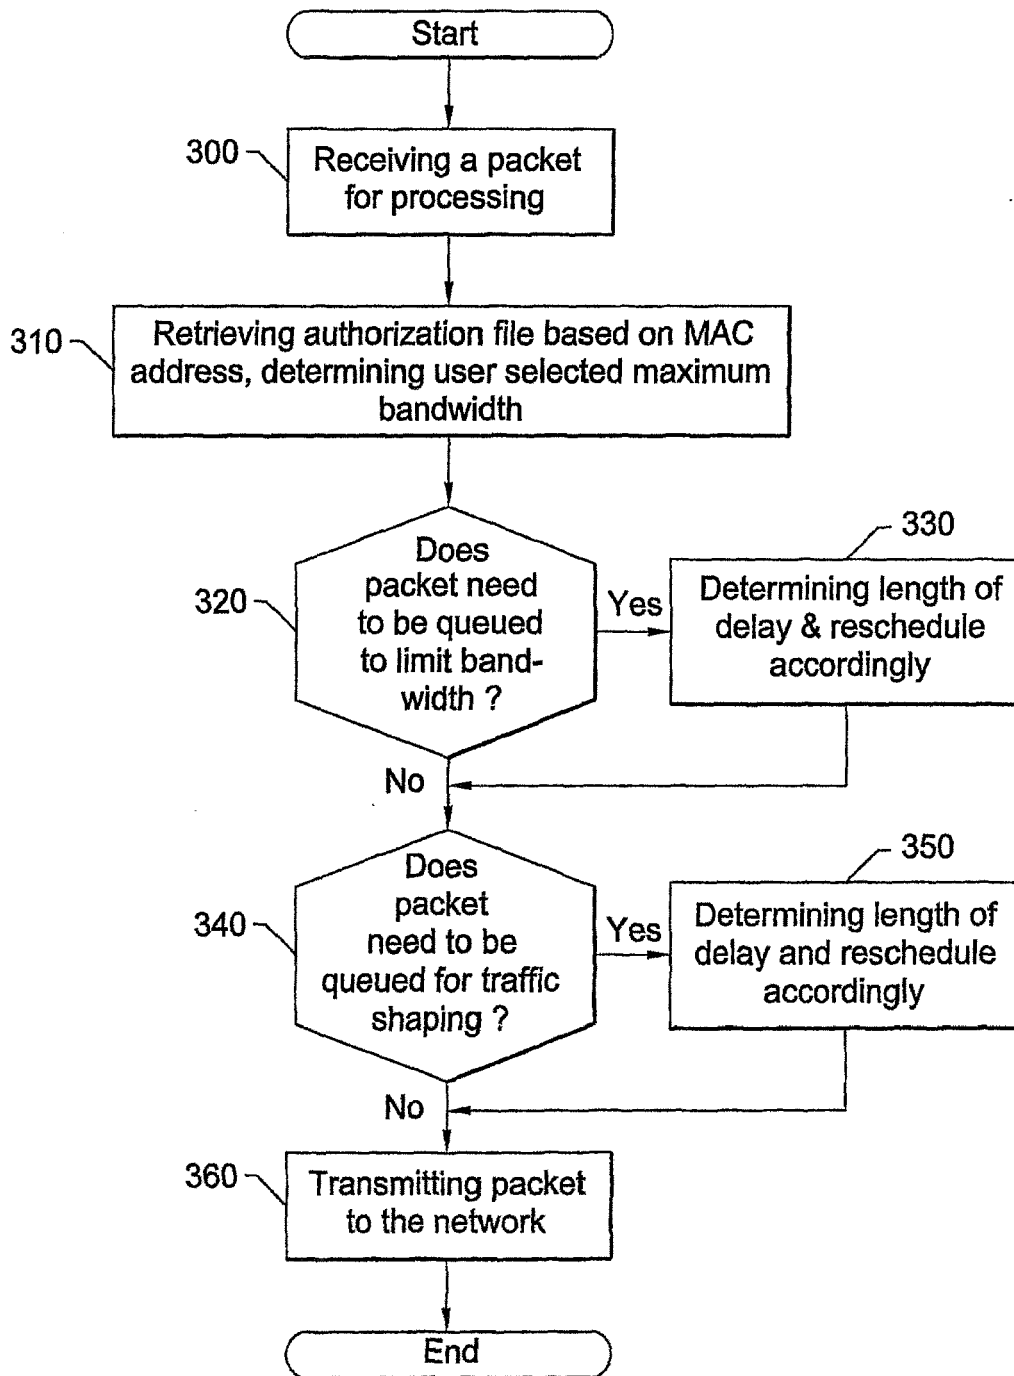 Start
300
Receiving a packet
for processing
310
Retrieving authorization file based on MAC
address, determining user selected maximum
bandwidth
320
Does
packet need
to be queued
to limit band-
width ?
Yes
330
Determining length of
delay & reschedule
accordingly
No
340
Does
packet
need to be
queued for traffic
shaping ?
Yes
350
Determining length of
delay and reschedule
accordingly
No
360
Transmitting packet
to the network
End